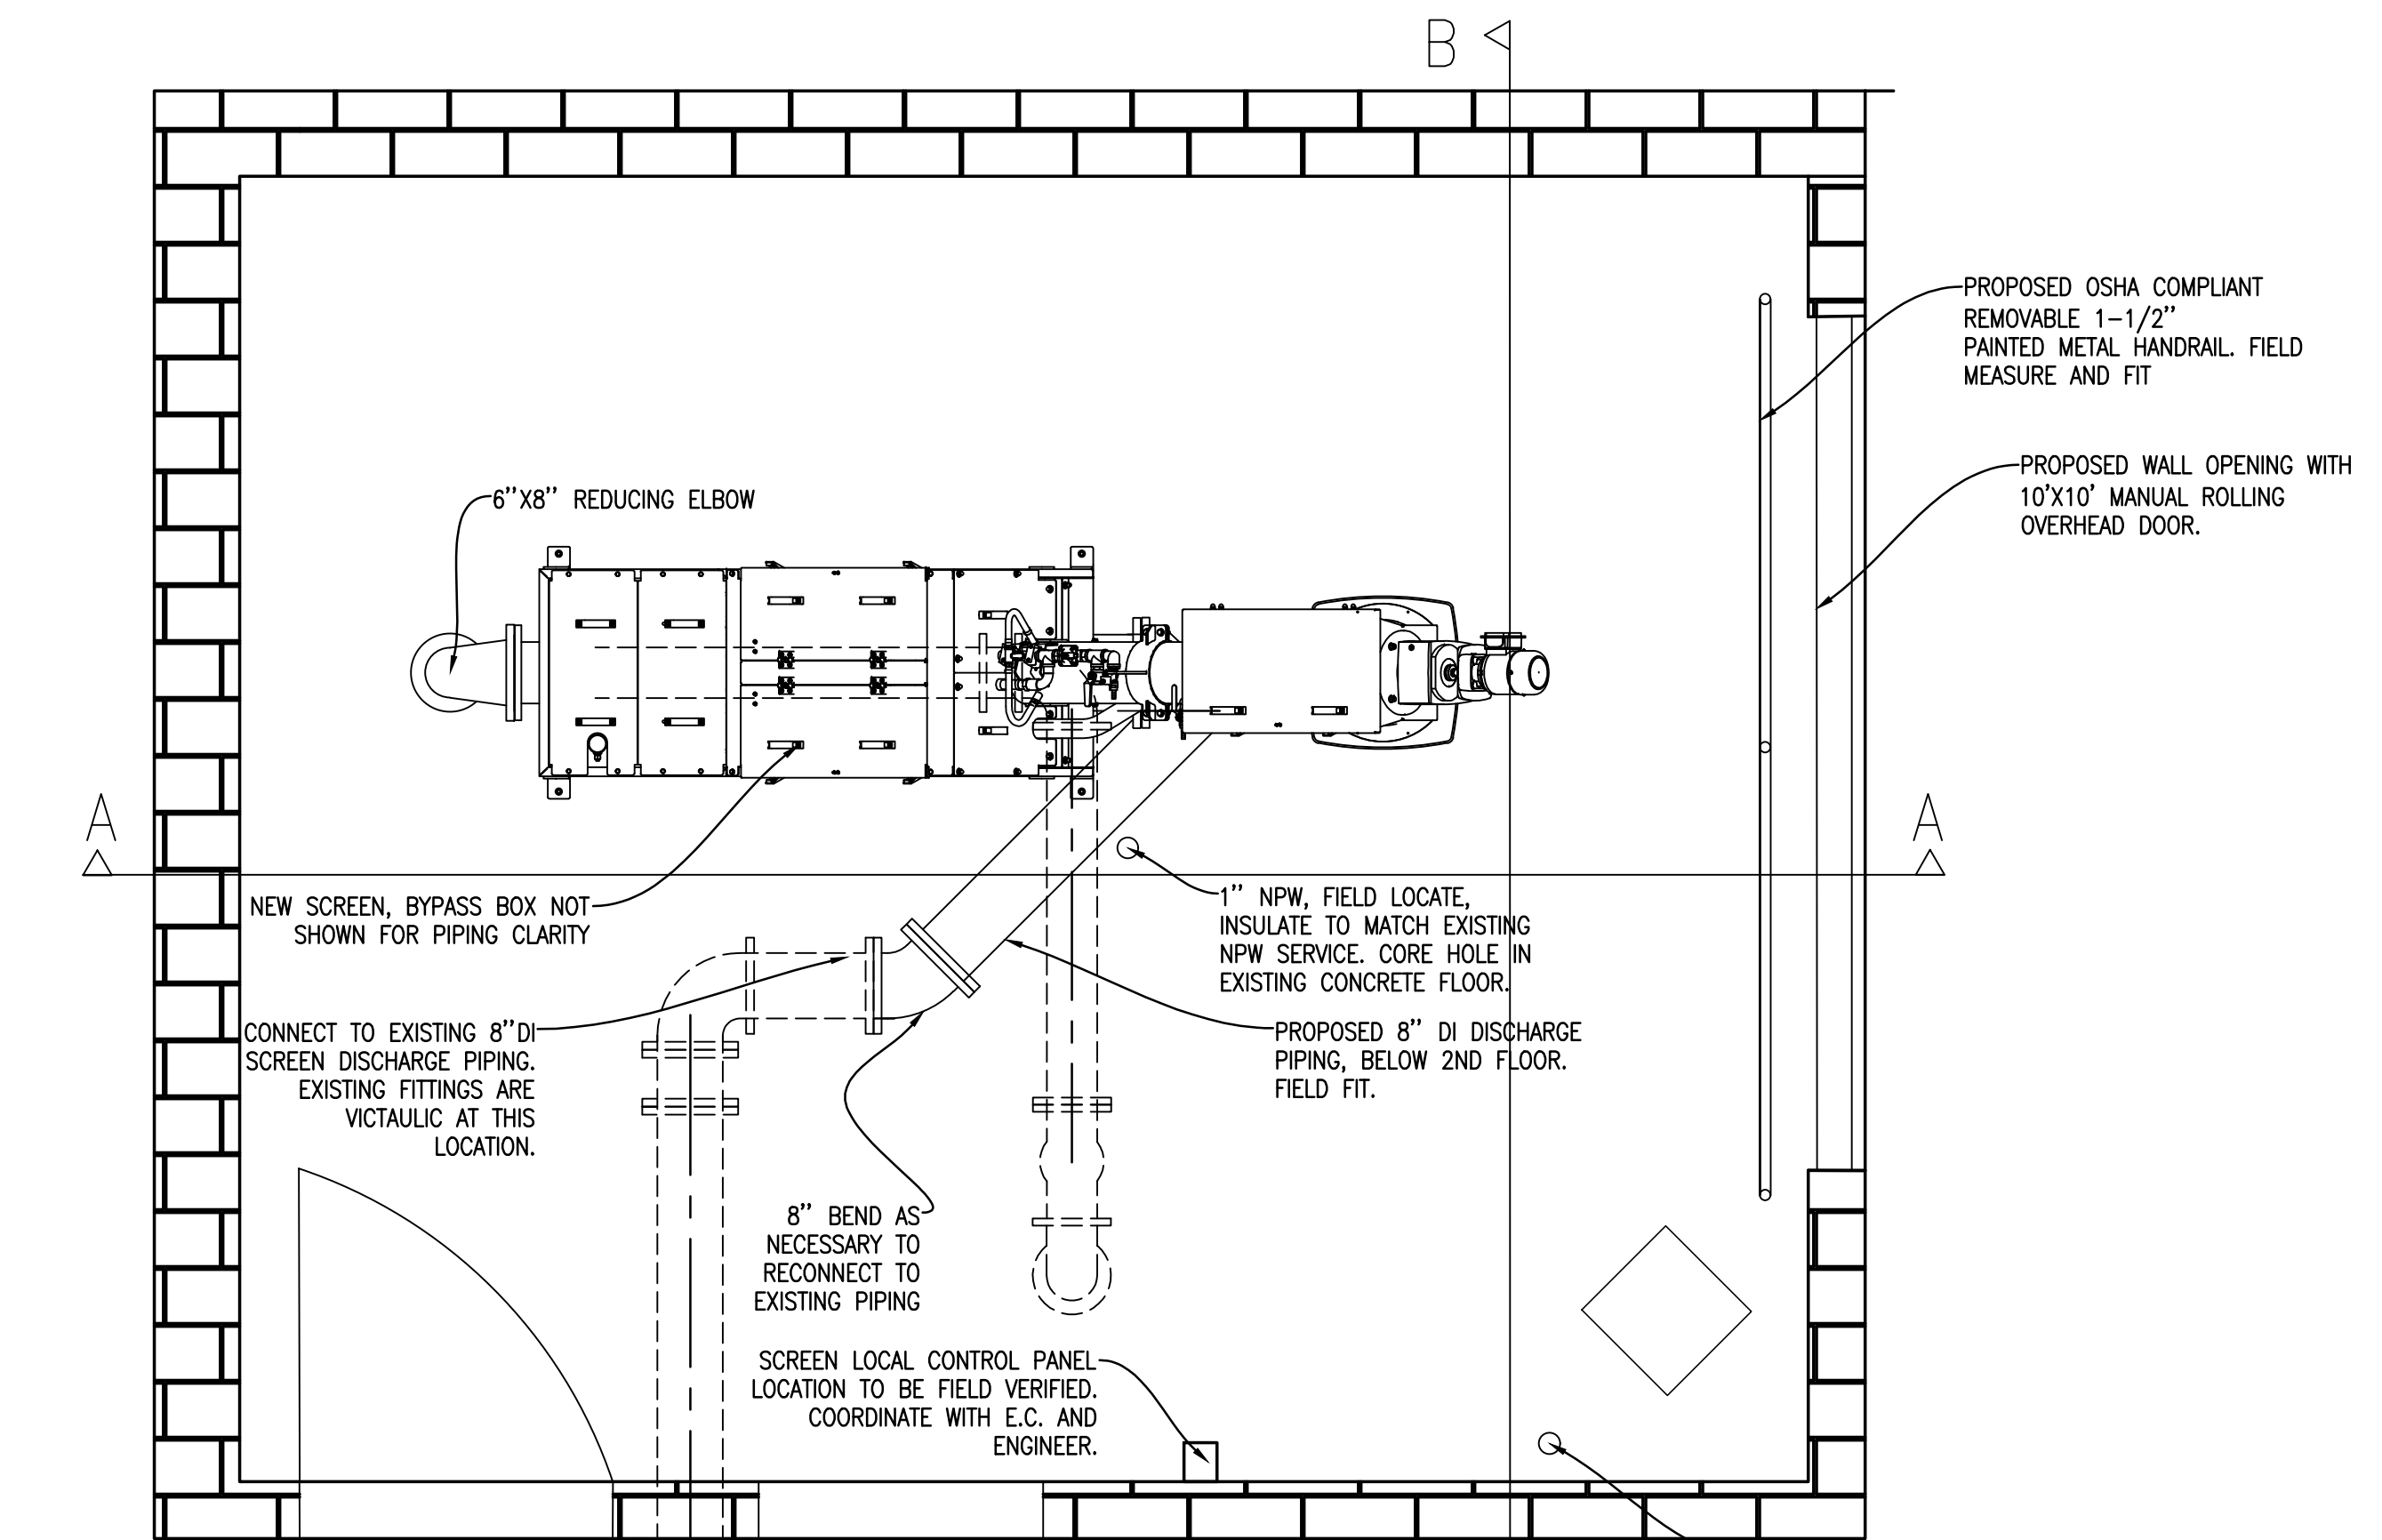 B
PROPOSED OSHA COMPLIANT
REMOVABLE 1-1/2"
PAINTED METAL HANDRAIL. FIELD
MEASURE AND FIT
PROPOSED WALL OPENING WITH
10'X10' MANUAL ROLLING
OVERHEAD DOOR.
6"X8" REDUCING ELBOW
A
A
NEW SCREEN, BYPASS BOX NOT
SHOWN FOR PIPING CLARITY
1" NPW, FIELD LOCATE,
INSULATE TO MATCH EXISTING
NPW SERVICE. CORE HOLE IN
EXISTING CONCRETE FLOOR.
CONNECT TO EXISTING 8"DI
SCREEN DISCHARGE PIPING.
EXISTING FITTINGS ARE
VICTAULIC AT THIS
LOCATION.
PROPOSED 8" DI DISCHARGE
PIPING, BELOW 2ND FLOOR.
FIELD FIT.
8" BEND AS
NECESSARY TO
RECONNECT TO
EXISTING PIPING
SCREEN LOCAL CONTROL PANEL
LOCATION TO BE FIELD VERIFIED.
COORDINATE WITH E.C. AND
ENGINEER.